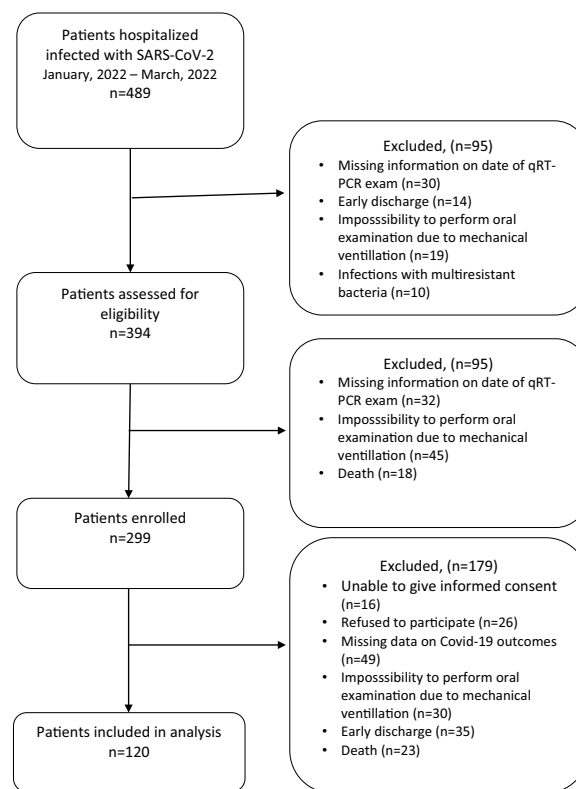 Patients hospitalized
infected with SARS-CoV-2
January, 2022 – March, 2022
n=489
Excluded, (n=95)
• Missing information on date of qRT-
PCR exam (n=30)
• Early discharge (n=14)
• Imposssibility to perform oral
examination due to mechanical
ventillation (n=19)
• Infections with multiresistant
bacteria (n=10)
Patients assessed for
eligibility
n=394
Excluded, (n=95)
• Missing information on date of qRT-
PCR exam (n=32)
• Imposssibility to perform oral
examination due to mechanical
ventillation (n=45)
• Death (n=18)
Patients enrolled
n=299
Excluded, (n=179)
• Unable to give informed consent
(n=16)
• Refused to participate (n=26)
• Missing data on Covid-19 outcomes
(n=49)
• Imposssibility to perform oral
examination due to mechanical
ventillation (n=30)
• Early discharge (n=35)
• Death (n=23)
Patients included in analysis
n=120